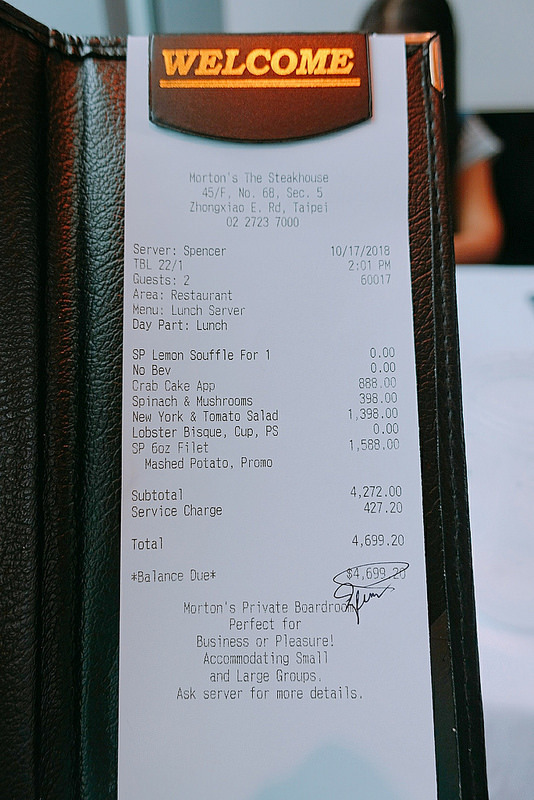 WELCOME
Morton's The Steakhouse
45/F, No. 68, Sec. 5
Zhongxiao E. Rd, Taipei
02 2723 7000
Server: Spencer 10/17/2018
TBL 22/1 2:01 PM
Guests: 2 60017
Area: Restaurant
Menu: Lunch Server
Day Part: Lunch
SP Lemon Souffle For 1 0.00
No Bev 0.00
Crab Cake App 888.00
Spinach & Mushrooms 398.00
New York & Tomato Salad 1,398.00
Lobster Bisque, Cup, PS 0.00
SP 6oz Filet 1,588.00
Mashed Potato, Promo
Subtotal 4,272.00
Service Charge 427.20
Total 4,699.20
*Balance Due* $4,699.20
Morton's Private Boardroom
Perfect for
Business or Pleasure!
Accommodating Small
and Large Groups.
Ask server for more details.